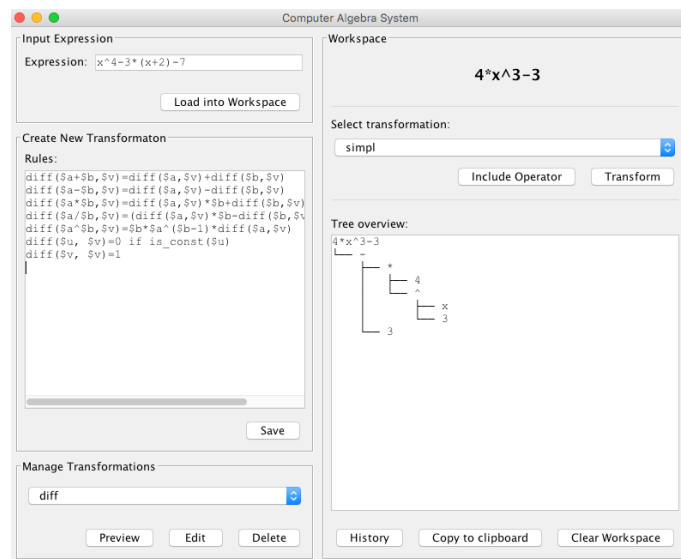 Computer Algebra System
Input Expression
Expression: x^4-3*(x+2)-7
Load into Workspace
Create New Transformaton
Rules:
diff($a+$b,$v)=diff($a,$v)+diff($b,$v)
diff($a-$b,$v)=diff($a,$v)-diff($b,$v)
diff($a*$b,$v)=diff($a,$v)*$b+diff($b,$v)
diff($a/$b,$v)=(diff($a,$v)*$b-diff($b,$v
diff($a^$b,$v)=$b*$a^($b-1)*diff($a,$v)
diff($u, $v)=0 if is_const($u)
diff($v, $v)=1
Save
Manage Transformations
diff
Preview Edit Delete
Workspace
4*x^3-3
Select transformation:
simpl
Include Operator Transform
Tree overview:
4*x^3-3
-
*
4
^
x
3
3
History Copy to clipboard Clear Workspace